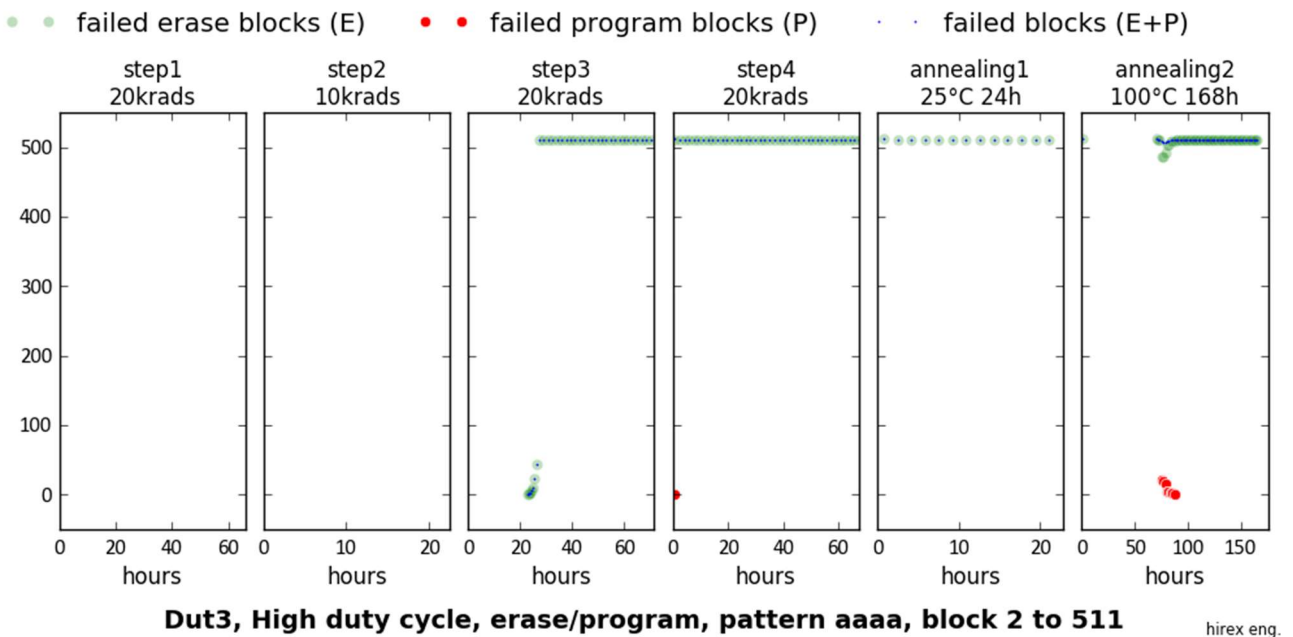 failed erase blocks (E) failed program blocks (P) failed blocks (E+P)
step1 step2 step3 step4 annealing1 annealing2
20krads 10krads 20krads 20krads 25°C 24h 100°C 168h
500
400
300
200
100
0
0 20 40 60 0 10 20 0 20 40 60 0 20 40 60 0 10 20 0 50 100 150
hours hours hours hours hours hours
Dut3, High duty cycle, erase/program, pattern aaaa, block 2 to 511
hirex eng.